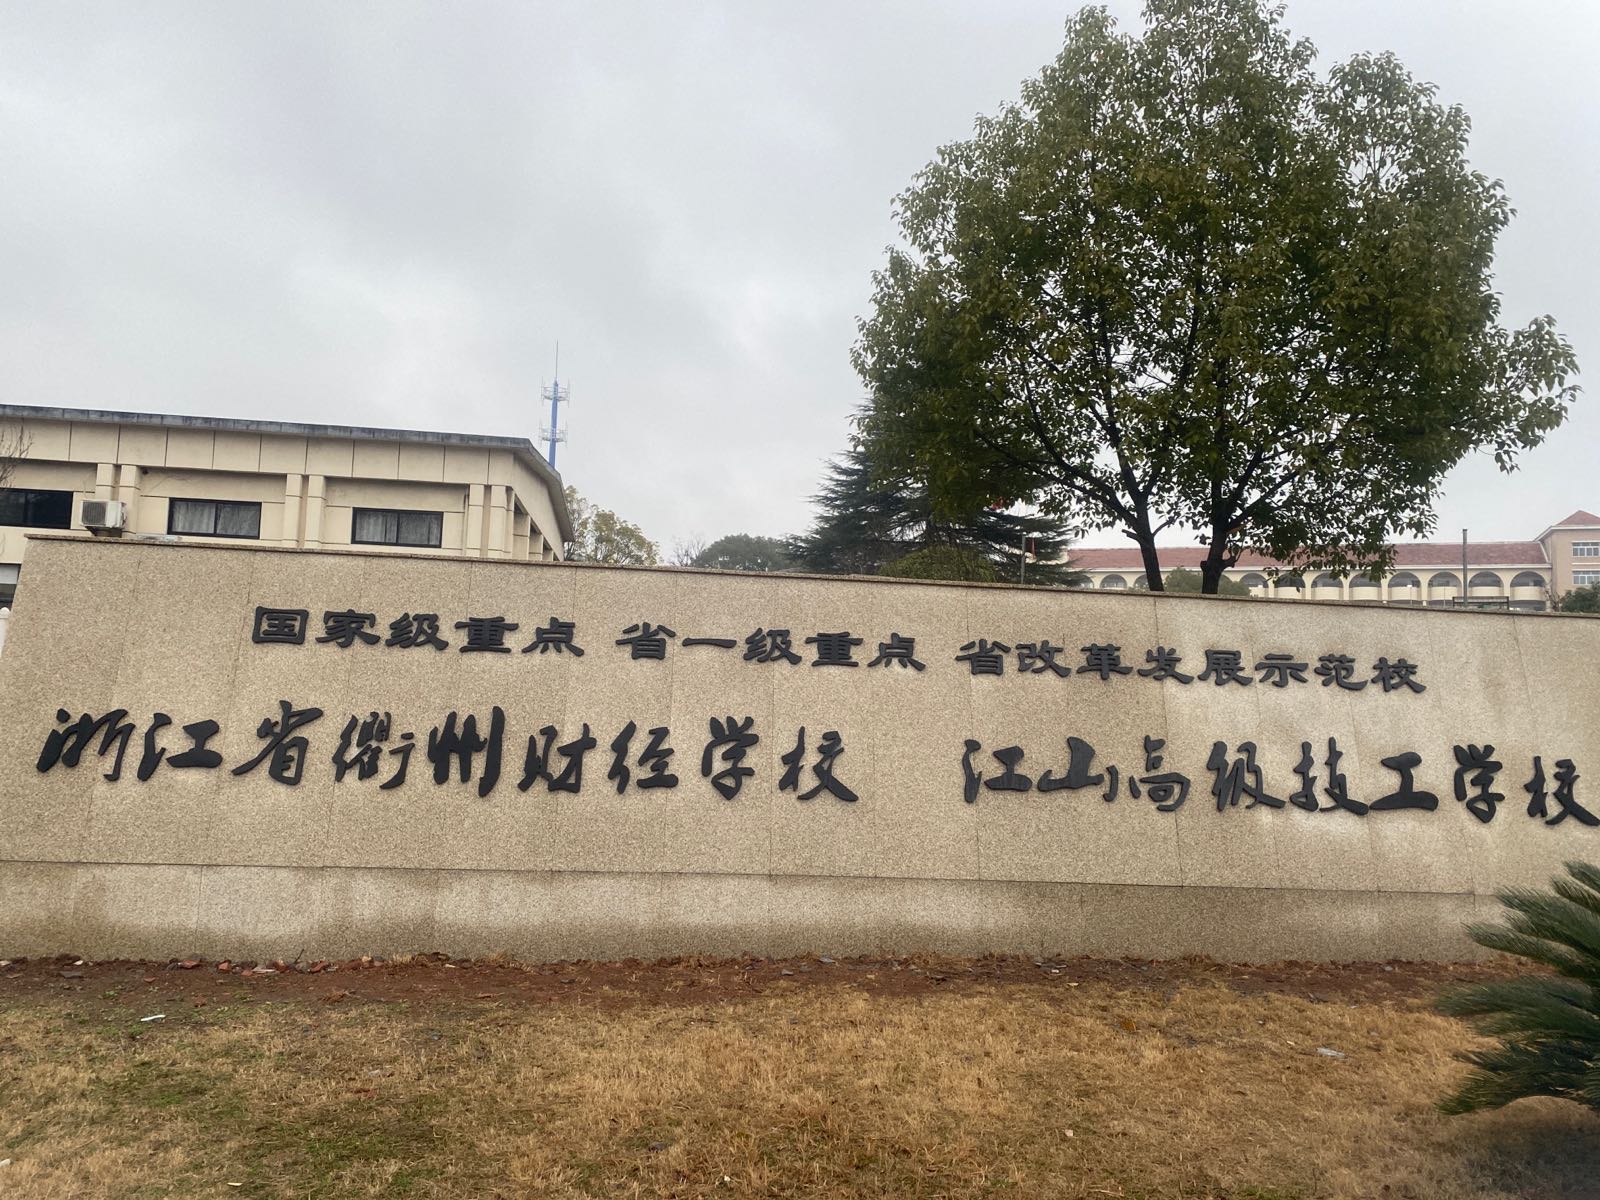 国家级重点 省一级重点 省改革发展示范校
浙江省衢州财经学校 江山高级技工学校